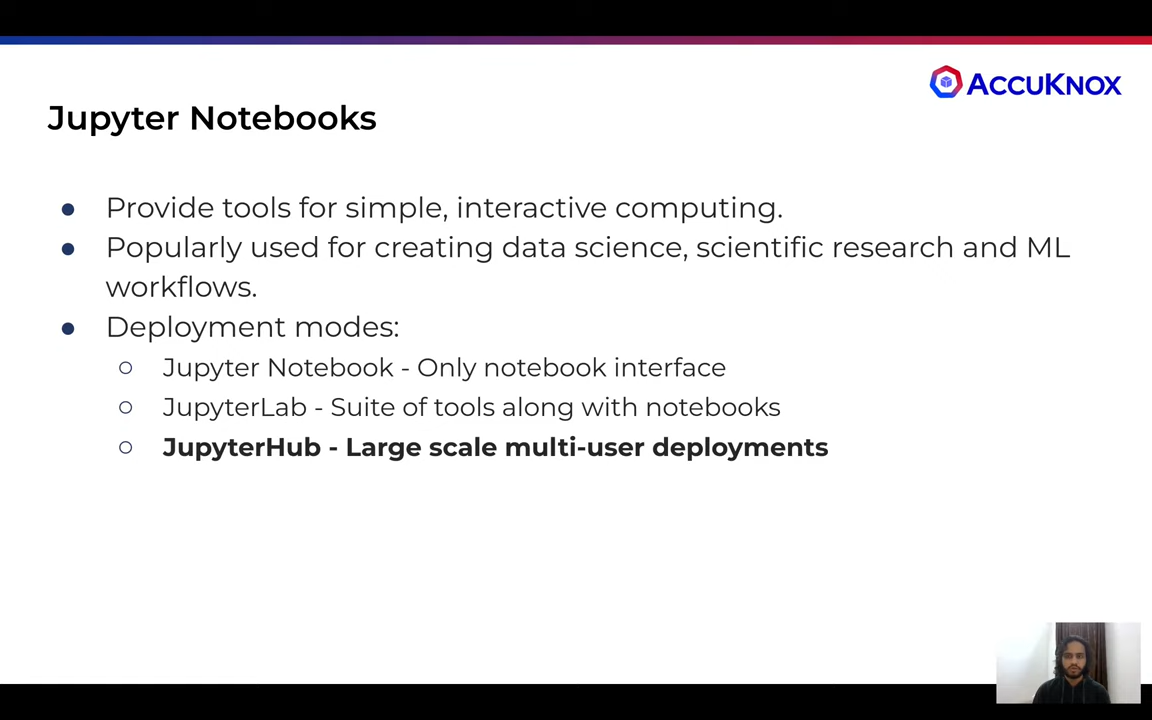 AccuKnox
Jupyter Notebooks
● Provide tools for simple, interactive computing.
● Popularly used for creating data science, scientific research and ML
workflows.
● Deployment modes:
○ Jupyter Notebook - Only notebook interface
○ JupyterLab - Suite of tools along with notebooks
○ JupyterHub - Large scale multi-user deployments